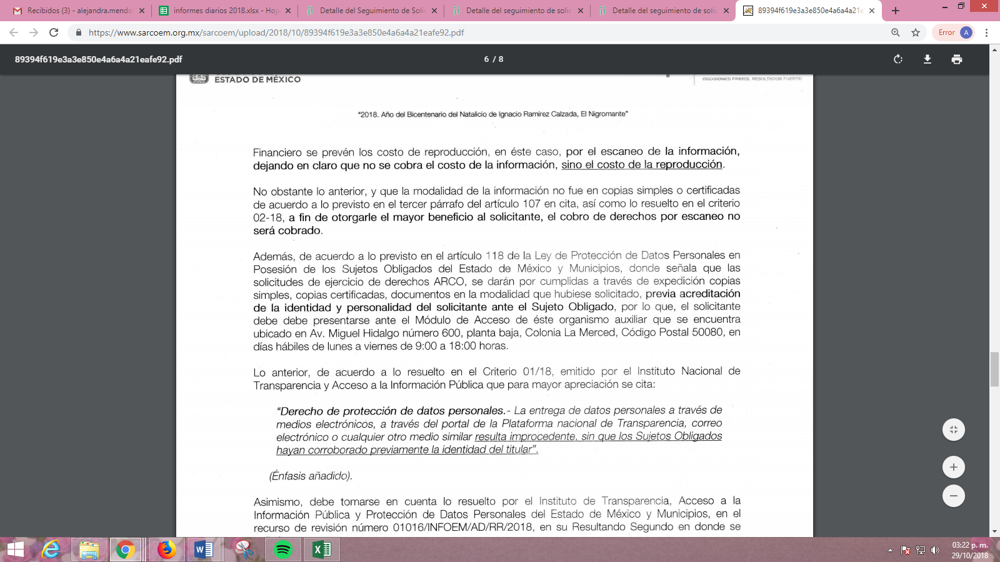 Recibidos (3) - alejandra.mendo
informes diarios 2018.xlsx - Hoj
Detalle del Seguimiento de Solic
Detalle del seguimiento de solic
Detalle del seguimiento de solic
89394f619e3a3e850e4a6a4a21e
https://www.sarcoem.org.mx/sarcoem/upload/2018/10/89394f619e3a3e850e4a6a4a21eafe92.pdf
Error A
89394f619e3a3e850e4a6a4a21eafe92.pdf
6 / 8
ESTADO DE MÉXICO
DECISIONES FIRMES, RESULTADOS FUERTES
"2018. Año del Bicentenario del Natalicio de Ignacio Ramírez Calzada, El Nigromante"
Financiero se prevén los costo de reproducción, en éste caso, por el escaneo de la información,
dejando en claro que no se cobra el costo de la información, sino el costo de la reproducción.
No obstante lo anterior, y que la modalidad de la información no fue en copias simples o certificadas
de acuerdo a lo previsto en el tercer párrafo del artículo 107 en cita, así como lo resuelto en el criterio
02-18, a fin de otorgarle el mayor beneficio al solicitante, el cobro de derechos por escaneo no
será cobrado.
Además, de acuerdo a lo previsto en el artículo 118 de la Ley de Protección de Datos Personales en
Posesión de los Sujetos Obligados del Estado de México y Municipios, donde señala que las
solicitudes de ejercicio de derechos ARCO, se darán por cumplidas a través de expedición copias
simples, copias certificadas, documentos en la modalidad que hubiese solicitado, previa acreditación
de la identidad y personalidad del solicitante ante el Sujeto Obligado, por lo que, el solicitante
debe debe presentarse ante el Módulo de Acceso de éste organismo auxiliar que se encuentra
ubicado en Av. Miguel Hidalgo número 600, planta baja, Colonia La Merced, Código Postal 50080, en
días hábiles de lunes a viernes de 9:00 a 18:00 horas.
Lo anterior, de acuerdo a lo resuelto en el Criterio 01/18, emitido por el Instituto Nacional de
Transparencia y Acceso a la Información Pública que para mayor apreciación se cita:
"Derecho de protección de datos personales.- La entrega de datos personales a través de
medios electrónicos, a través del portal de la Plataforma nacional de Transparencia, correo
electrónico o cualquier otro medio similar resulta improcedente, sin que los Sujetos Obligados
hayan corroborado previamente la identidad del titular".
(Énfasis añadido).
Asimismo, debe tomarse en cuenta lo resuelto por el Instituto de Transparencia, Acceso a la
Información Pública y Protección de Datos Personales del Estado de México y Municipios, en el
recurso de revisión número 01016/INFOEM/AD/RR/2018, en su Resultando Segundo en donde se
03:22 p. m.
29/10/2018